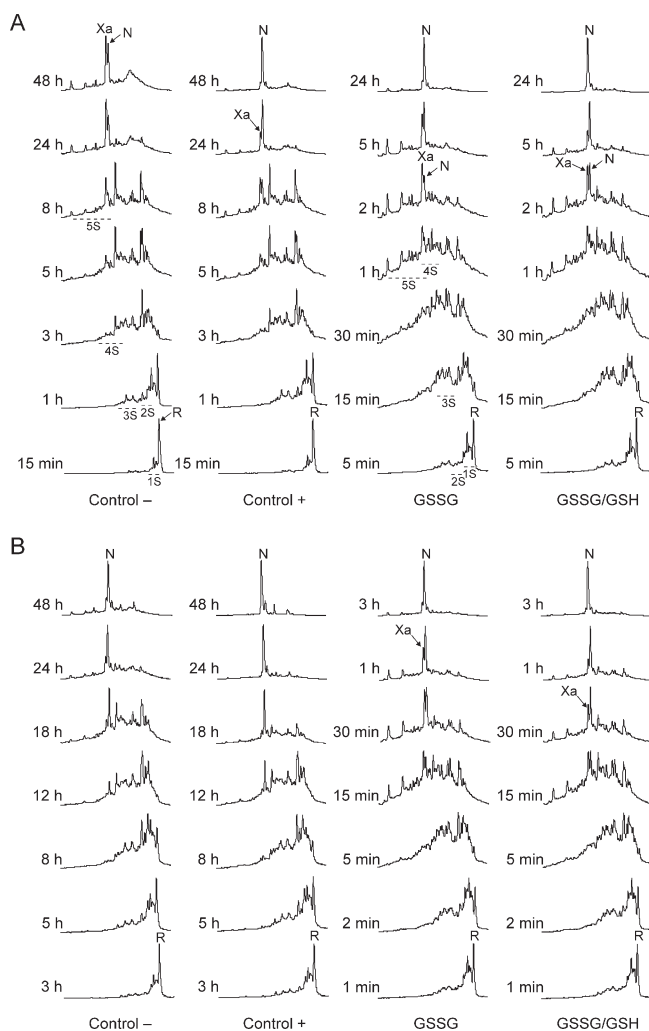 A
Xa N N N N
48 h 48 h 24 h 24 h
Xa
24 h 24 h 5 h 5 h
Xa N Xa N
8 h 8 h 2 h 2 h
5S
5 h 5 h 1 h 1 h
4S
5S
3 h 3 h 30 min 30 min
4S
1 h 1 h 15 min 15 min
3S 2S 3S
R R R R
15 min 15 min 5 min 5 min
1S 2S 1S
Control – Control + GSSG GSSG/GSH
B
N N N N
48 h 48 h 3 h 3 h
Xa
24 h 24 h 1 h 1 h
Xa
18 h 18 h 30 min 30 min
12 h 12 h 15 min 15 min
8 h 8 h 5 min 5 min
5 h 5 h 2 min 2 min
R R R R
3 h 3 h 1 min 1 min
Control – Control + GSSG GSSG/GSH